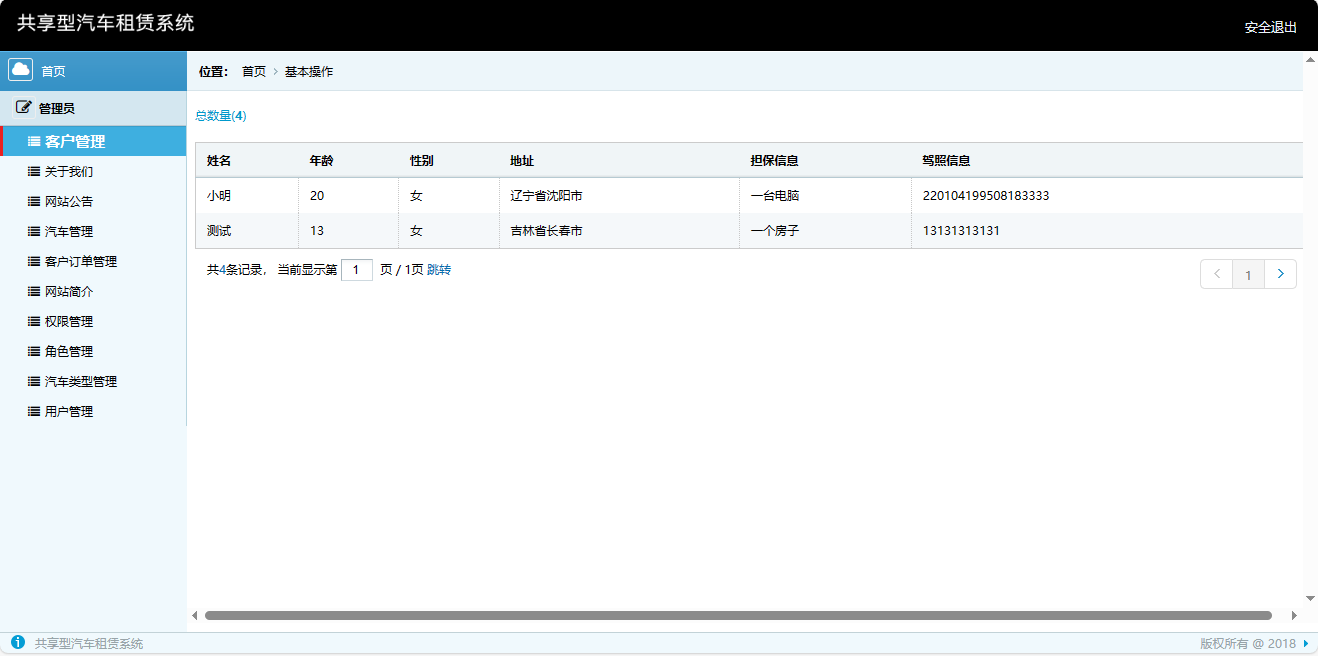 共享型汽车租赁系统
安全退出
首页
位置： 首页 > 基本操作
管理员
总数量(4)
客户管理
关于我们
网站公告
汽车管理
客户订单管理
网站简介
权限管理
角色管理
汽车类型管理
用户管理
姓名 年龄 性别 地址 担保信息 驾照信息
小明 20 女 辽宁省沈阳市 一台电脑 220104199508183333
测试 13 女 吉林省长春市 一个房子 13131313131
共4条记录， 当前显示第 1 页 / 1页 跳转
< 1 >
共享型汽车租赁系统
版权所有 @ 2018